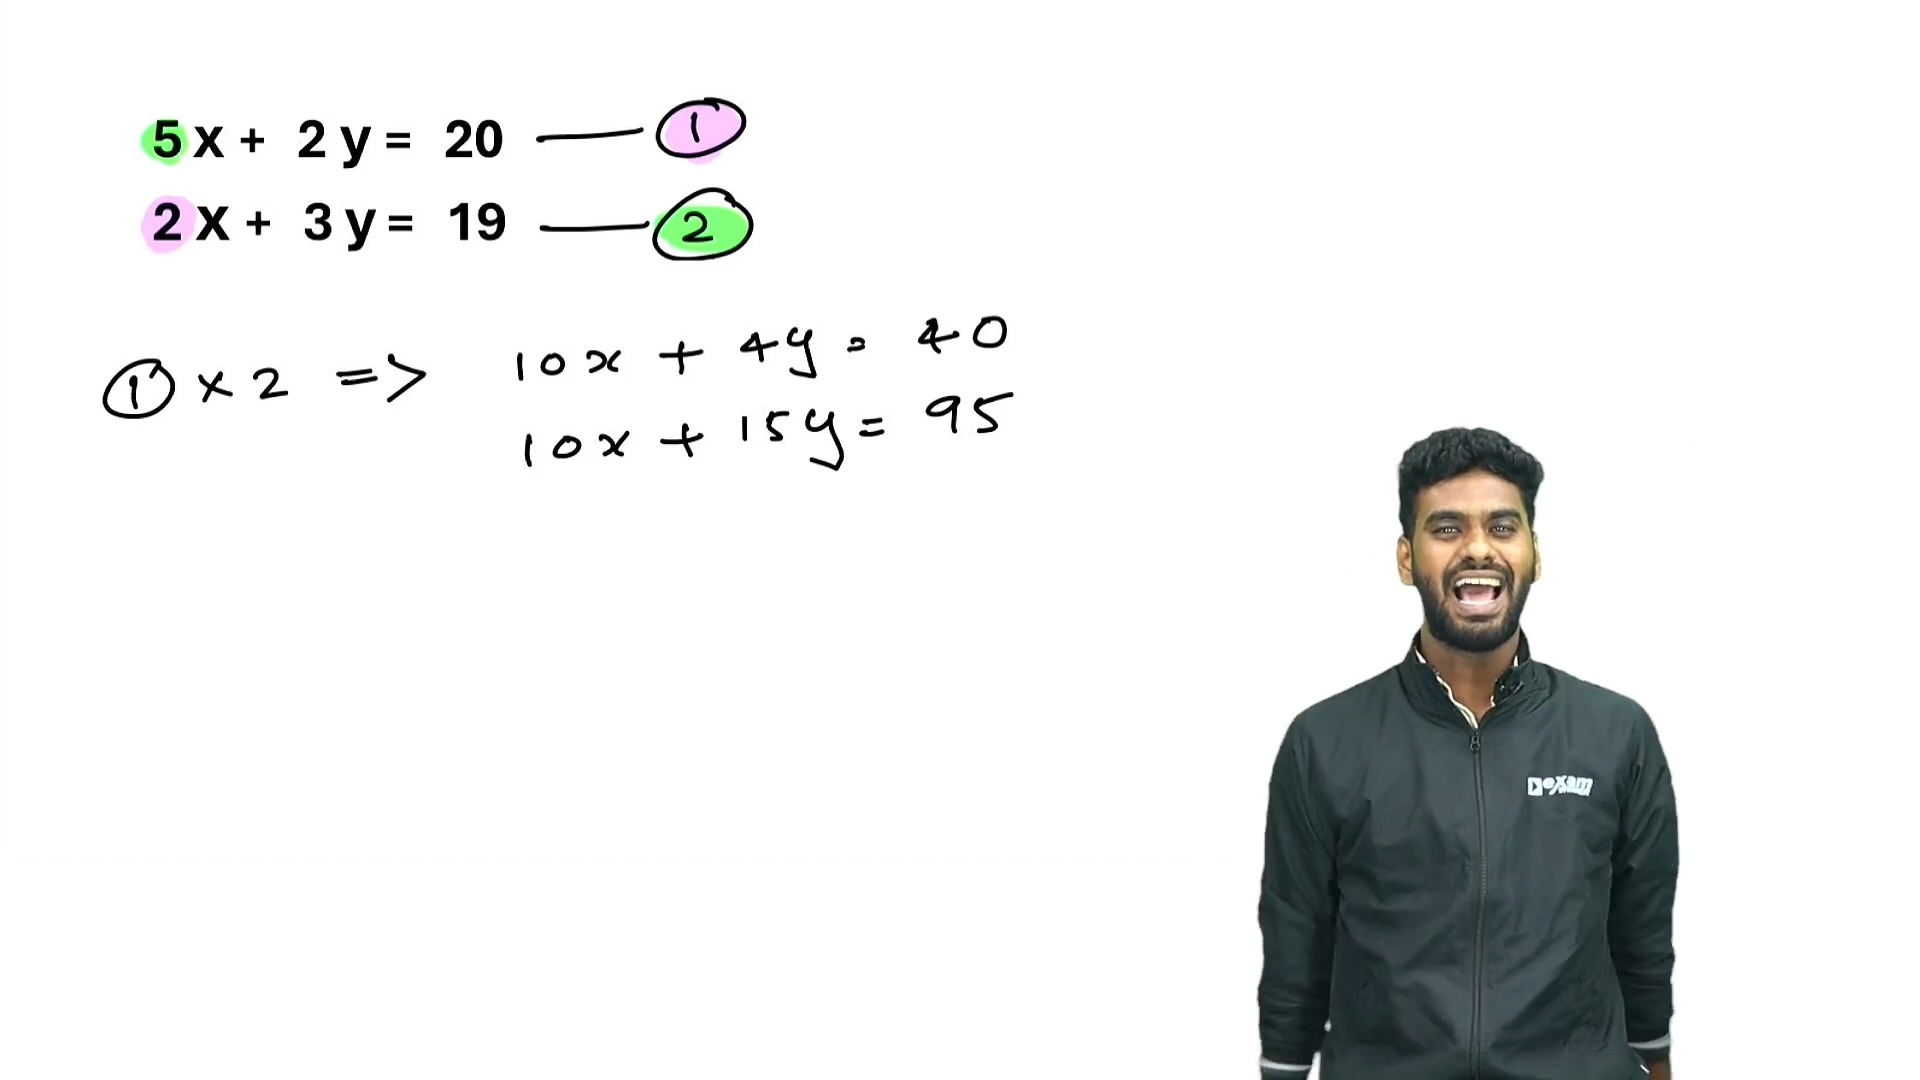 5x + 2y = 20 —— 1
2x + 3y = 19 —— 2
① × 2 => 10x + 4y = 40
10x + 15y = 95
exam